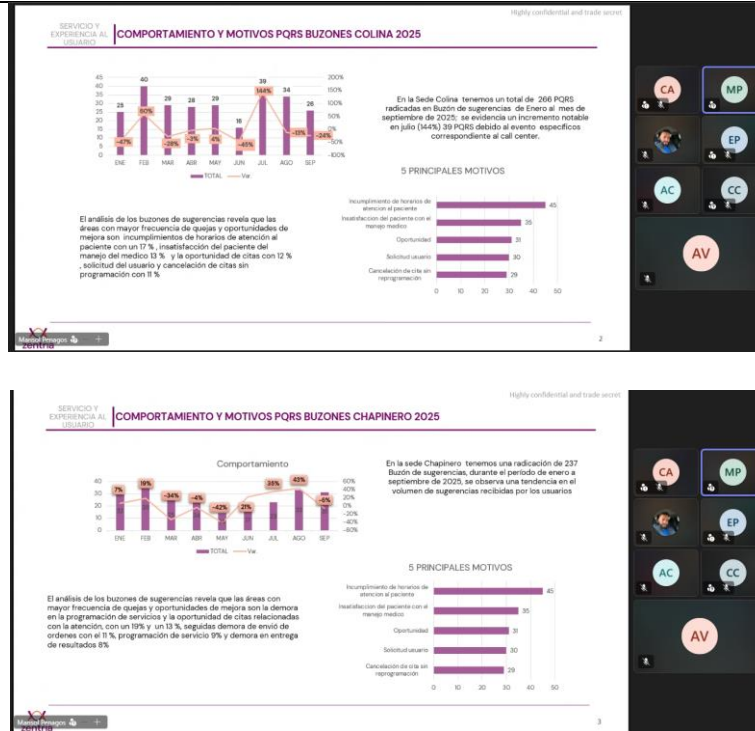 Highly confidential and trade secret
SERVICIO Y
EXPERIENCIA AL
USUARIO
COMPORTAMIENTO Y MOTIVOS PQRS BUZONES COLINA 2025
45
40
35
30
25
20
15
10
5
0
28
40
29
28
29
16
39
34
26
-47%
60%
-28%
-3%
4%
-45%
144%
-13%
-24%
200%
150%
100%
50%
0%
-50%
-100%
ENE FEB MAR ABR MAY JUN JUL AGO SEP
TOTAL Var.
En la Sede Colina tenemos un total de 266 PQRS
radicadas en Buzón de sugerencias de Enero al mes de
septiembre de 2025; se evidencia un incremento notable
en julio (144%) 39 PQRS debido al evento especificos
correspondiente al call center.
5 PRINCIPALES MOTIVOS
Incumplimiento de horarios de
atencion al paciente
45
Insatisfaccion del paciente con el
manejo medico
35
Oportunidad
31
Solicitud usuario
30
Cancelación de cita sin
reprogramación
29
0 10 20 30 40 50
El análisis de los buzones de sugerencias revela que las
áreas con mayor frecuencia de quejas y oportunidades de
mejora son incumplimientos de horarios de atención al
paciente con un 17 % , insatisfacción del paciente del
manejo del medico 13 % y la oportunidad de citas con 12 %
, solicitud del usuario y cancelación de citas sin
programación con 11 %
Marisol Penagos
zentria
2
CA
MP
EP
AC
CC
AV
Highly confidential and trade secret
SERVICIO Y
EXPERIENCIA AL
USUARIO
COMPORTAMIENTO Y MOTIVOS PQRS BUZONES CHAPINERO 2025
Comportamiento
40
30
20
10
0
7%
19%
-34%
-4%
-42%
21%
35%
43%
-6%
60%
40%
20%
0%
-20%
-40%
-60%
ENE FEB MAR ABR MAY JUN JUL AGO SEP
TOTAL Var.
En la sede Chapinero tenemos una radicación de 237
Buzón de sugerencias, durante el período de enero a
septiembre de 2025, se observa una tendencia en el
volumen de sugerencias recibidas por los usuarios
5 PRINCIPALES MOTIVOS
Incumplimiento de horarios de
atencion al paciente
45
Insatisfaccion del paciente con el
manejo medico
35
Oportunidad
31
Solicitud usuario
30
Cancelación de cita sin
reprogramación
29
0 10 20 30 40 50
El análisis de los buzones de sugerencias revela que las áreas con
mayor frecuencia de quejas y oportunidades de mejora son la demora
en la programación de servicios y la oportunidad de citas relacionadas
con la atención, con un 19% y un 13 %, seguidas demora de envió de
ordenes con el 11 %, programación de servicio 9% y demora en entrega
de resultados 8%
Marisol Penagos
zentria
3
CA
MP
EP
AC
CC
AV